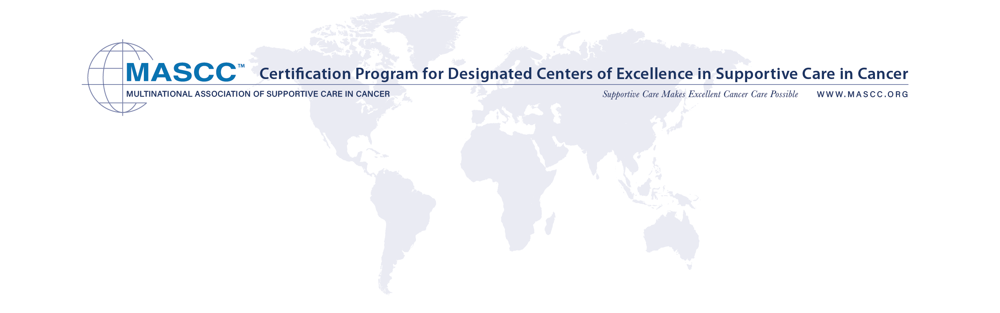 MASCC™ Certification Program for Designated Centers of Excellence in Supportive Care in Cancer
MULTINATIONAL ASSOCIATION OF SUPPORTIVE CARE IN CANCER
Supportive Care Makes Excellent Cancer Care Possible
WWW.MASCC.ORG